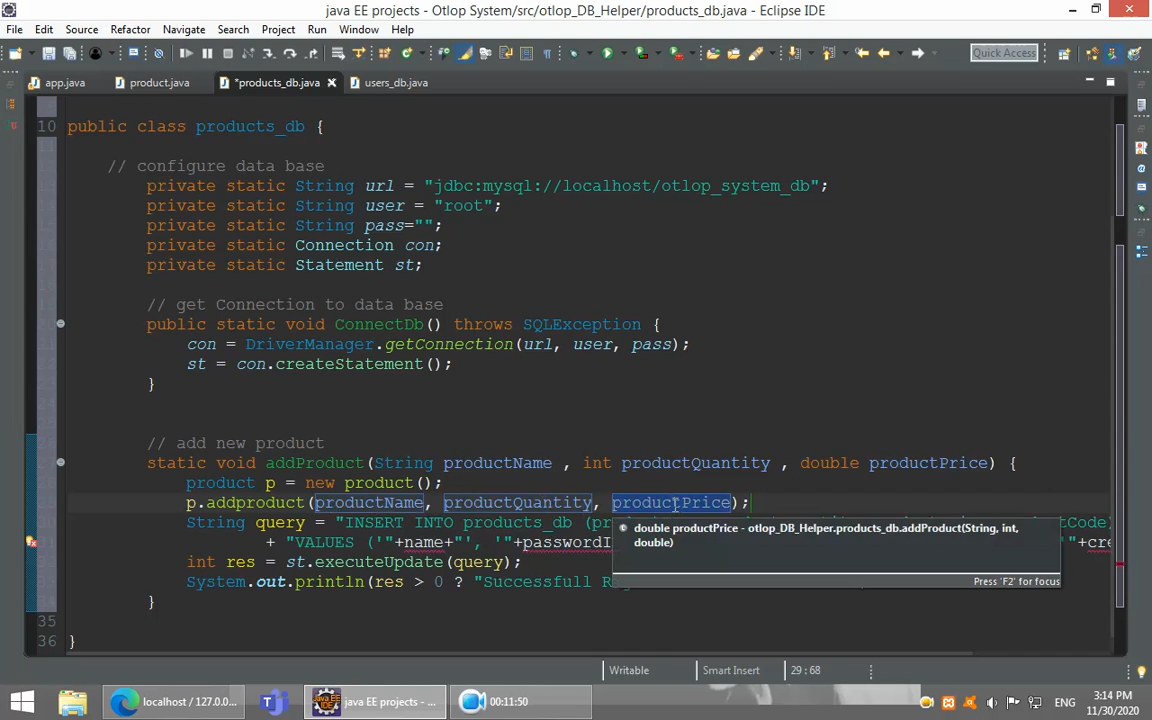 java EE projects - Otlop System/src/otlop_DB_Helper/products_db.java - Eclipse IDE
File Edit Source Refactor Navigate Search Project Run Window Help
Quick Access
app.java product.java *products_db.java users_db.java
10 public class products_db {
// configure data base
private static String url = "jdbc:mysql://localhost/otlop_system_db";
private static String user = "root";
private static String pass="";
private static Connection con;
private static Statement st;
// get Connection to data base
public static void ConnectDb() throws SQLException {
con = DriverManager.getConnection(url, user, pass);
st = con.createStatement();
}
// add new product
static void addProduct(String productName , int productQuantity , double productPrice) {
product p = new product();
p.addproduct(productName, productQuantity, productPrice);
String query = "INSERT INTO products_db (
+ "VALUES ('"+name+"', '"+passwordI
"+cre
int res = st.executeUpdate(query);
System.out.println(res > 0 ? "Successfull
}
35
36 }
double productPrice - otlop_DB_Helper.products_db.addProduct(String, int,
double)
Press 'F2' for focus
Writable Smart Insert 29 : 68
localhost / 127.0.0... java EE projects - ... 00:11:50 ENG 3:14 PM
11/30/2020